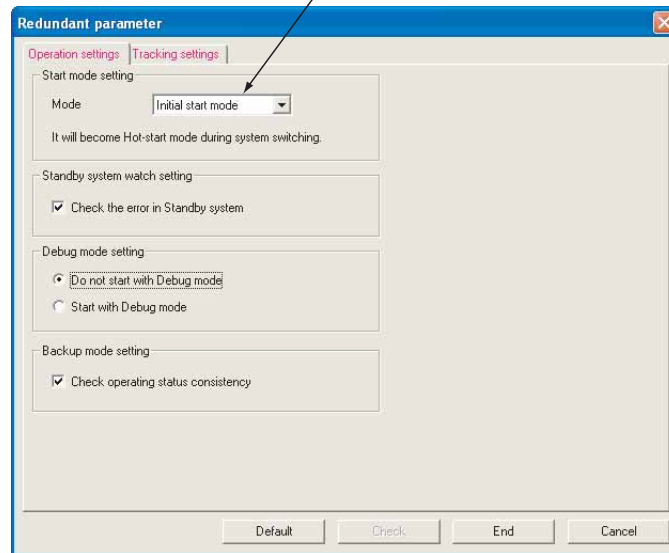 Redundant parameter
Operation settings Tracking settings
Start mode setting
Mode Initial start mode
It will become Hot-start mode during system switching.
Standby system watch setting
Check the error in Standby system
Debug mode setting
Do not start with Debug mode
Start with Debug mode
Backup mode setting
Check operating status consistency
Default Check End Cancel